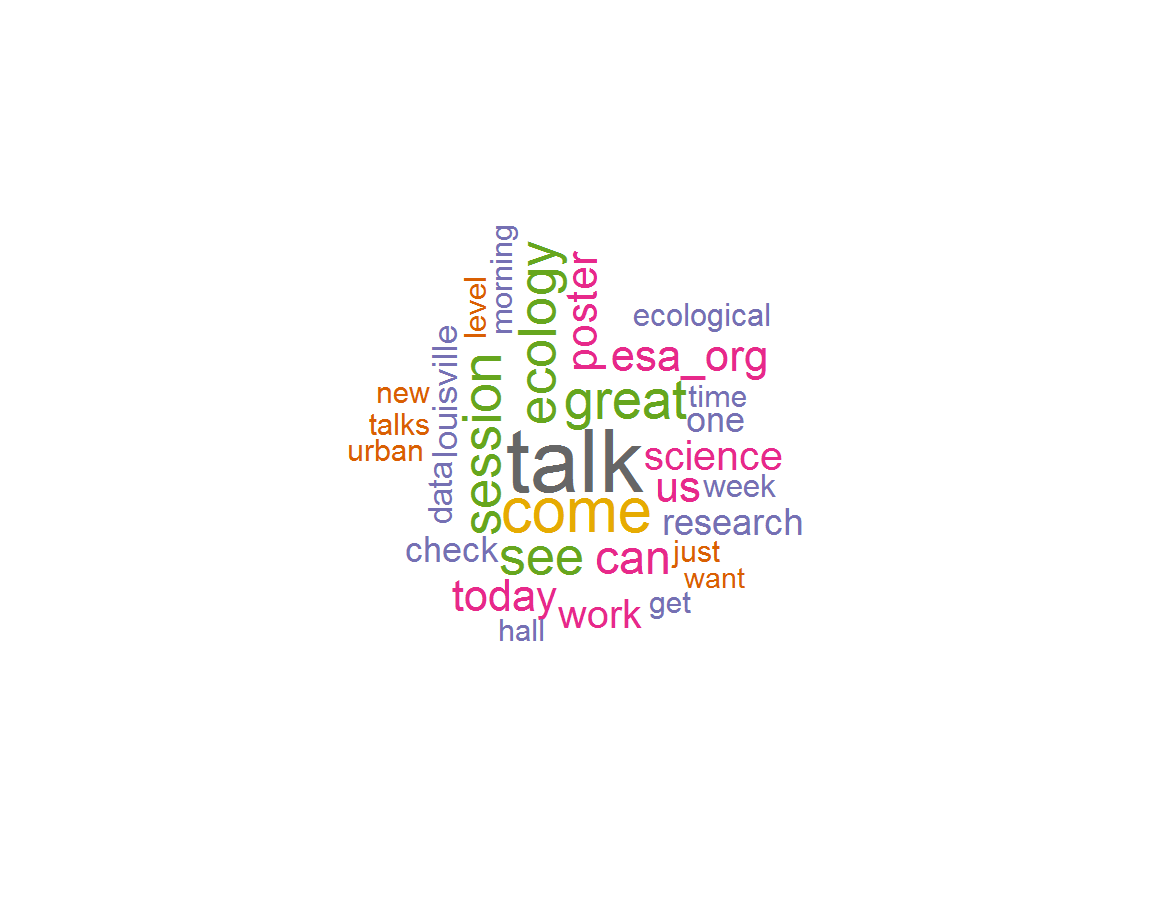 morning
ecology
poster
level
ecological
louisville
esa_org
session
new
great
time
talks
one
urban
talk
science
data
us
week
come
research
check
see
can
just
want
today
work
get
hall